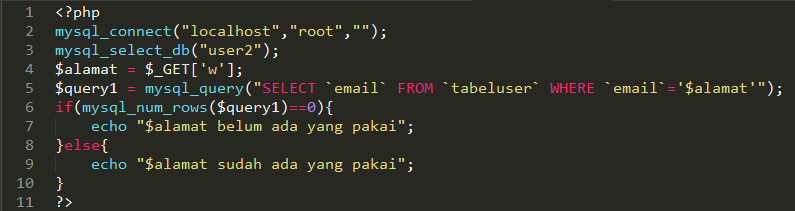 1 <?php
2 mysql_connect("localhost","root","");
3 mysql_select_db("user2");
4 $alamat = $_GET['w'];
5 $query1 = mysql_query("SELECT `email` FROM `tabeluser` WHERE `email`='$alamat'");
6 if(mysql_num_rows($query1)==0){
7     echo "$alamat belum ada yang pakai";
8 }else{
9     echo "$alamat sudah ada yang pakai";
10 }
11 ?>